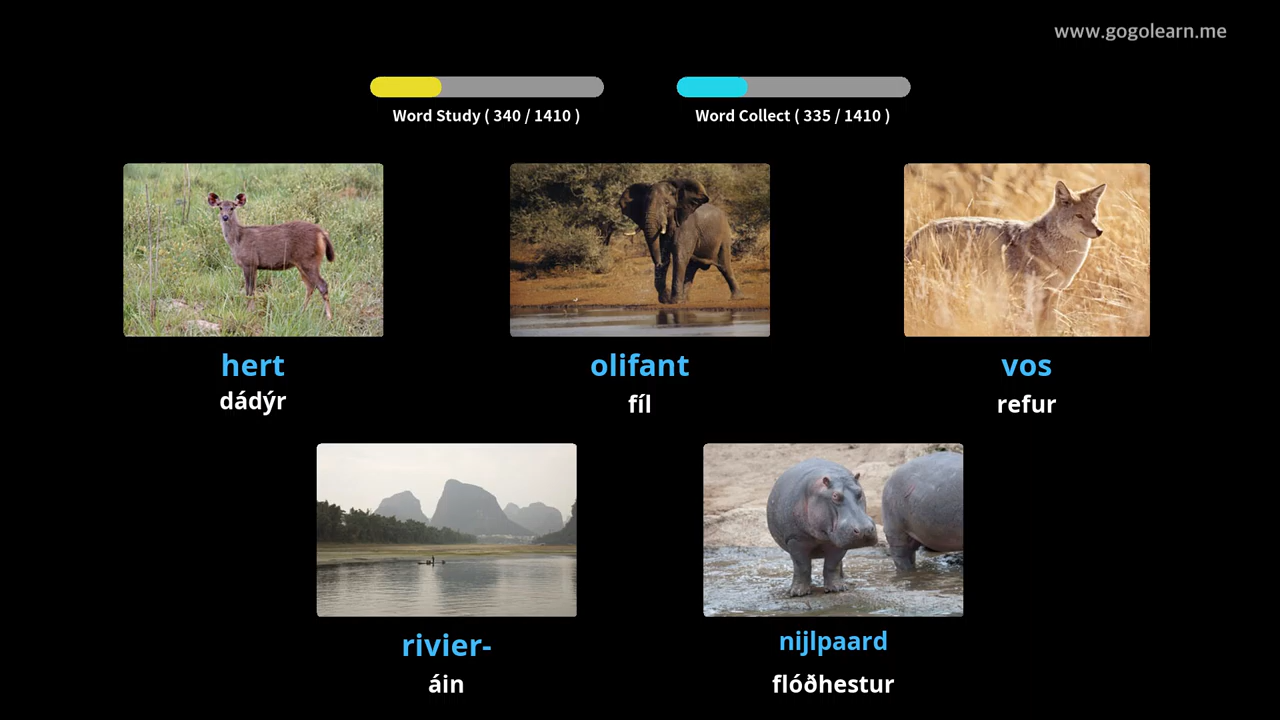 www.gogolearn.me
Word Study ( 340 / 1410 )
Word Collect ( 335 / 1410 )
hert
dádýr
olifant
fíl
vos
refur
rivier-
áin
nijlpaard
flóðhestur